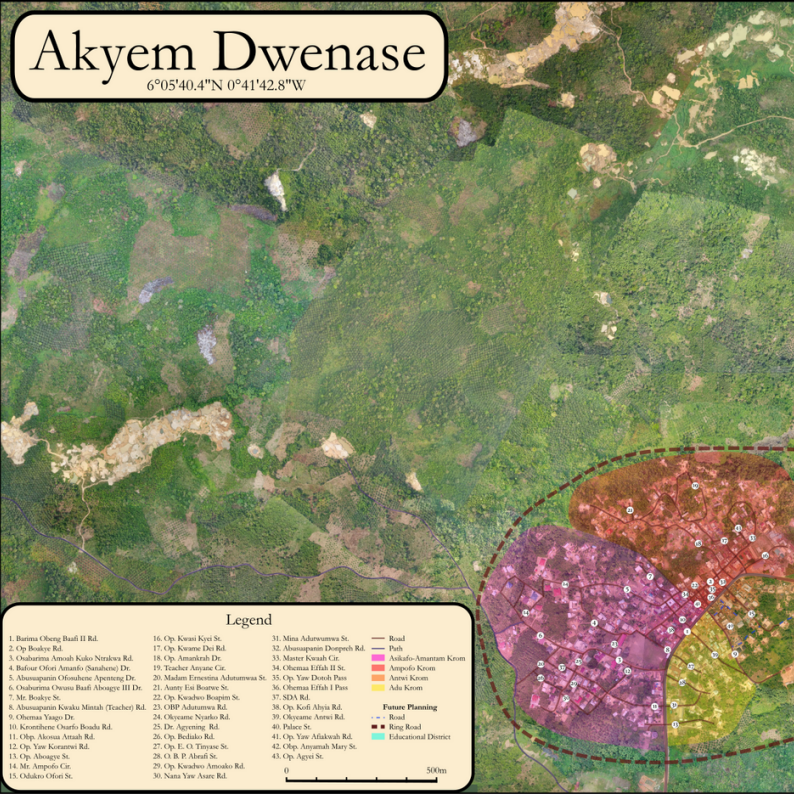 Akyem Dwenase
6°05'40.4"N 0°41'42.8"W
Legend
1. Barima Obeng Baafi II Rd.
2. Op Boakye Rd.
3. Osabarima Amoah Kuko Ntrakwa Rd.
4. Bafour Ofori Amanfo (Sanahene) Dr.
5. Abusuapanin Ofosuhene Apenteng Dr.
6. Osaburima Owusu Baafi Aboagye III Dr.
7. Mr. Boakye St.
8. Abusuapanin Kwaku Mintah (Teacher) Rd.
9. Ohemaa Yaago Dr.
10. Krontihene Osarfo Boadu Rd.
11. Obp. Akosua Attaah Rd.
12. Op. Yaw Korantwi Rd.
13. Op. Aboagye St.
14. Mr. Ampofo Cir.
15. Odukro Ofori St.
16. Op. Kwasi Kyei St.
17. Op. Kwame Dei Rd.
18. Op. Amankrah Dr.
19. Teacher Anyane Cir.
20. Madam Ernestina Adutumwaa St.
21. Aunty Esi Boatwe St.
22. Op. Kwadwo Boapim St.
23. OBP Adutumwa Rd.
24. Okyeame Nyarko Rd.
25. Dr. Agyening Rd.
26. Op. Bediako Rd.
27. Op. E. O. Tinyase St.
28. O. B. P. Abrafi St.
29. Op. Kwadwo Amoako Rd.
30. Nana Yaw Asare Rd.
31. Mina Adutwumwa St.
32. Abusuapanin Donpreh Rd.
33. Master Kwaah Cir.
34. Obemaa Effah II St.
35. Op. Yaw Dotoh Pass
36. Ohemaa Effah I Pass
37. SDA Rd.
38. Op. Kofi Abyia Rd.
39. Okyeame Antwi Rd.
40. Palace St.
41. Op. Yaw Afiakwah Rd.
42. Obp. Anyamah Mary St.
43. Op. Agyei St.
Road
Path
Asikafo-Amantam Krom
Ampofo Krom
Antwi Krom
Adu Krom
Future Planning
Road
Ring Road
Educational District
0 500m